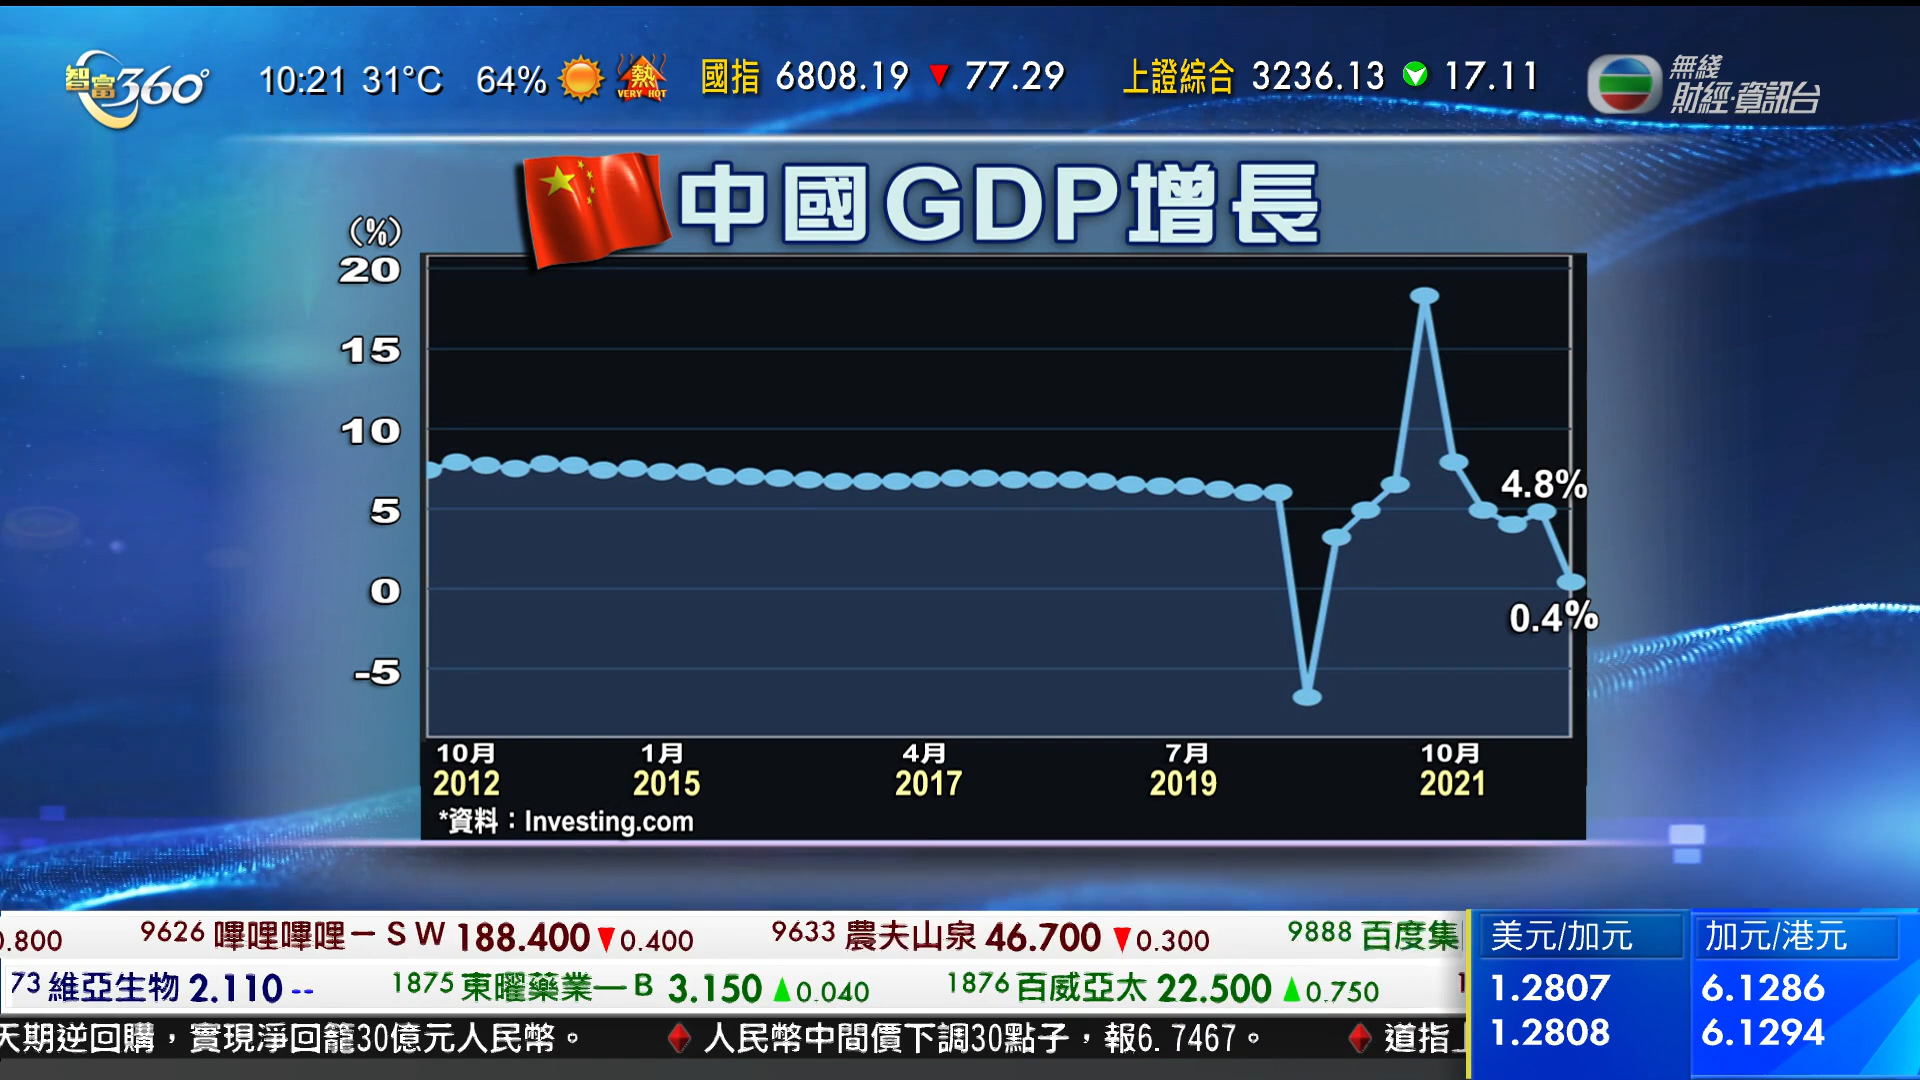 智富360°
10:21 31°C 64% 熱 VERY HOT 國指 6808.19 ▼ 77.29 上證綜合 3236.13 17.11
無綫
財經·資訊台
中國GDP增長
(%)
20
15
10
5
0
-5
4.8%
0.4%
10月 1月 4月 7月 10月
2012 2015 2017 2019 2021
*資料：Investing.com
0.800 9626 嗶哩嗶哩－ＳＷ 188.400 ▼ 0.400 9633 農夫山泉 46.700 ▼ 0.300 9888 百度集
73 維亞生物 2.110 -- 1875 東曜藥業—Ｂ 3.150 ▲ 0.040 1876 百威亞太 22.500 ▲ 0.750 1
天期逆回購，實現淨回籠30億元人民幣。 ◆ 人民幣中間價下調30點子，報6.7467。 ◆ 道指上
美元/加元
1.2807
1.2808
加元/港元
6.1286
6.1294